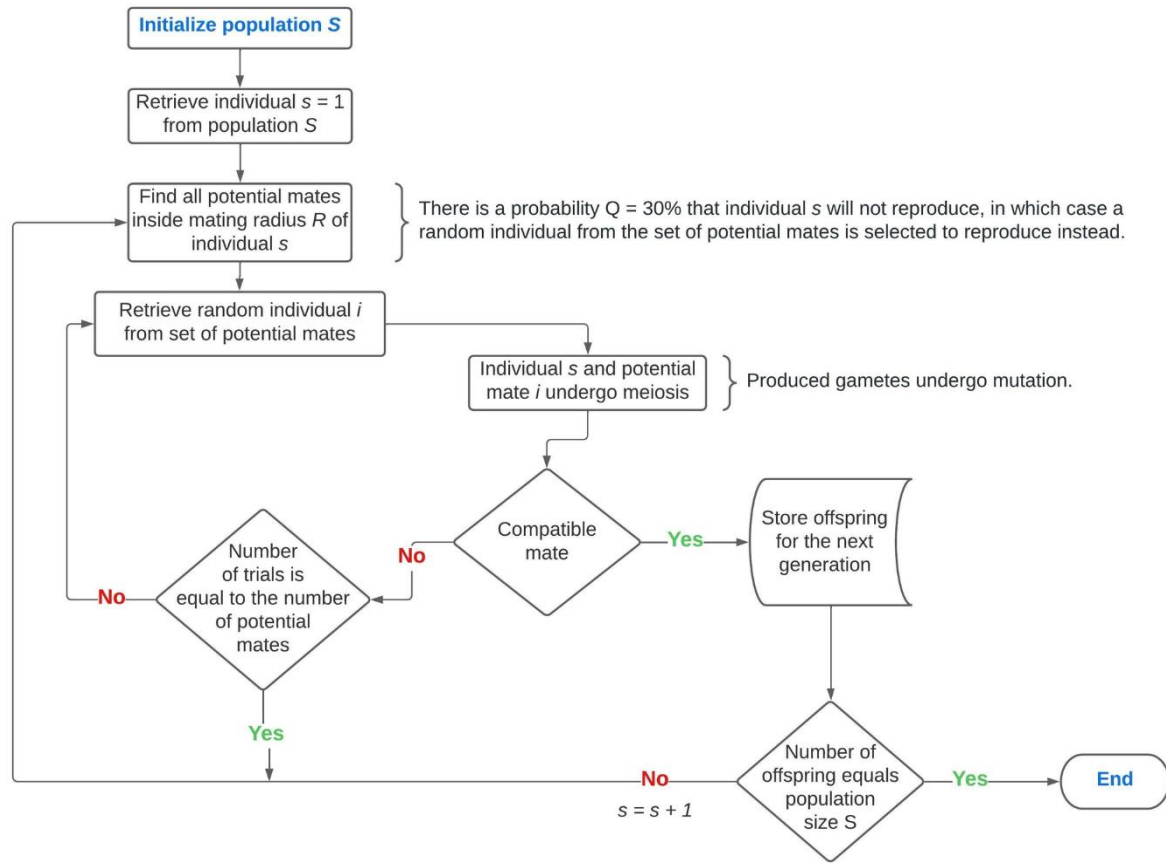 Initialize population S
Retrieve individual s = 1
from population S
Find all potential mates
inside mating radius R of
individual s
There is a probability Q = 30% that individual s will not reproduce, in which case a
random individual from the set of potential mates is selected to reproduce instead.
Retrieve random individual i
from set of potential mates
Individual s and potential
mate i undergo meiosis
Produced gametes undergo mutation.
Compatible
mate
Yes
Store offspring
for the next
generation
No
Number
of trials is
equal to the number
of potential
mates
No
Yes
Number of
offspring equals
population
size S
No
s = s + 1
Yes
End